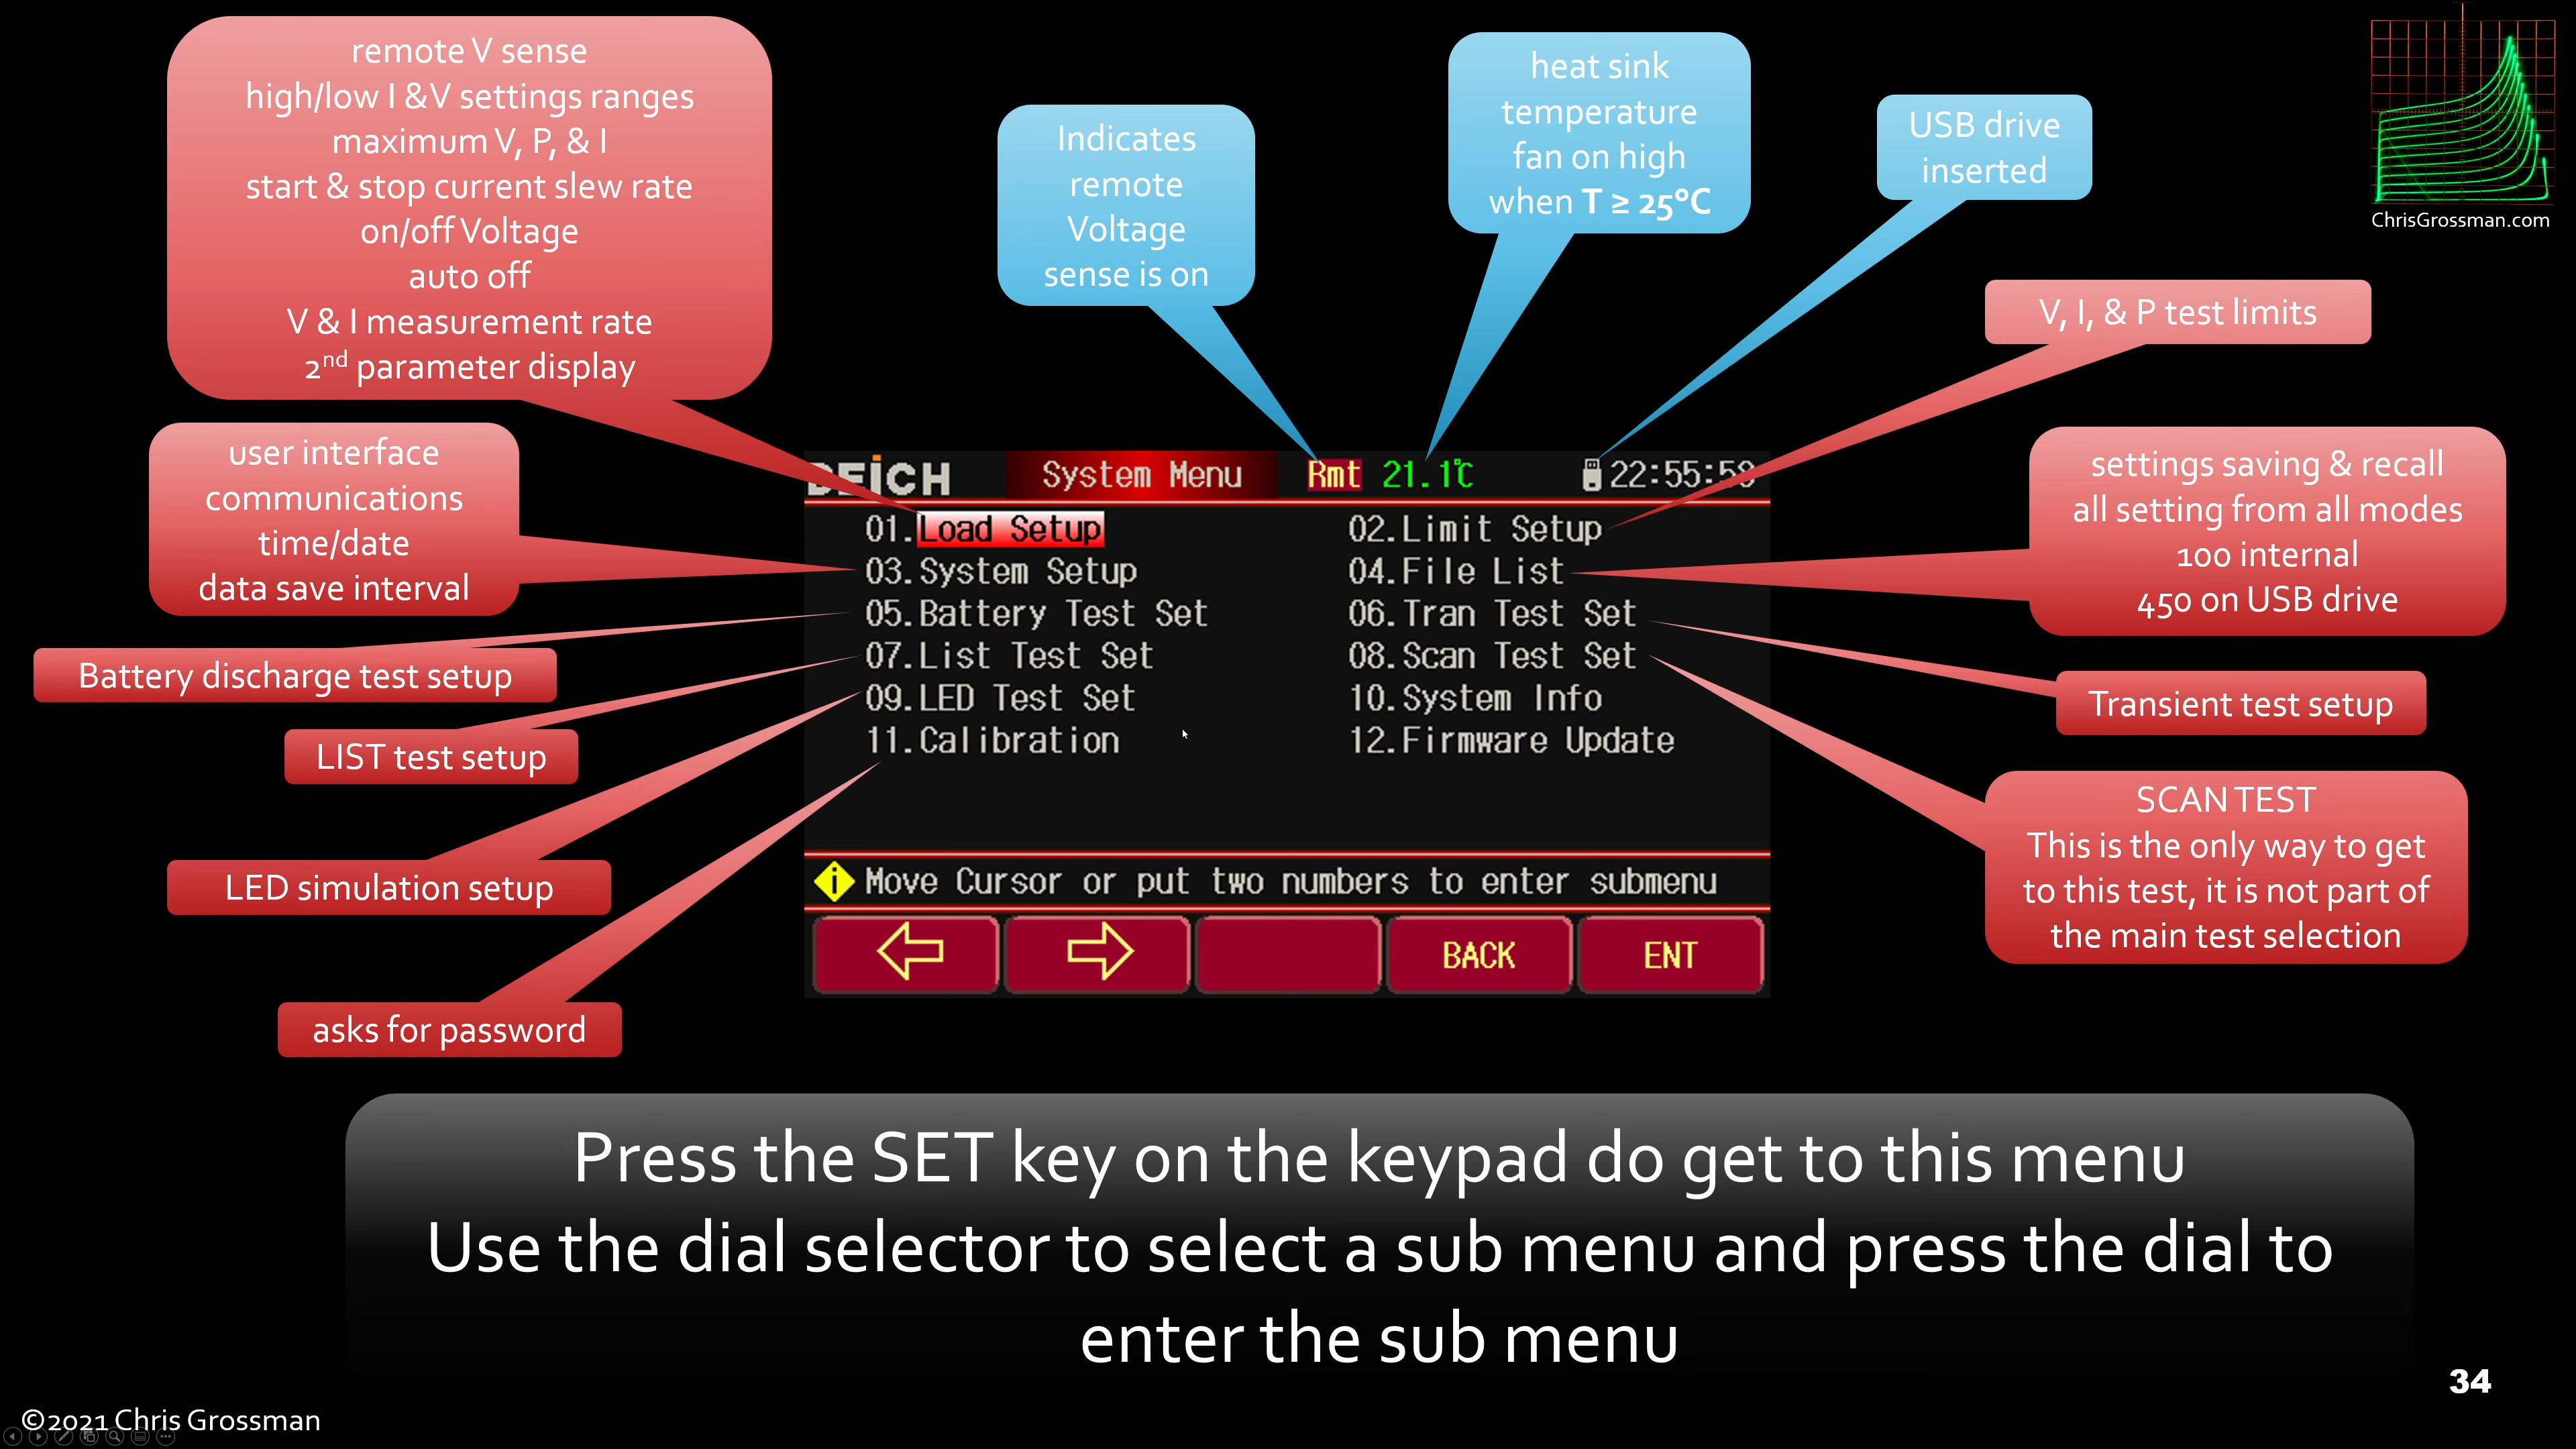 remote V sense
high/low I &V settings ranges
maximum V, P, & I
start & stop current slew rate
on/off Voltage
auto off
V & I measurement rate
2nd parameter display
Indicates
remote
Voltage
sense is on
heat sink
temperature
fan on high
when T ≥ 25°C
USB drive
inserted
ChrisGrossman.com
V, I, & P test limits
user interface
communications
time/date
data save interval
settings saving & recall
all setting from all modes
100 internal
450 on USB drive
Battery discharge test setup
LIST test setup
LED simulation setup
asks for password
Transient test setup
SCAN TEST
This is the only way to get
to this test, it is not part of
the main test selection
System Menu Rmt 21.1℃
01.Load Setup 02.Limit Setup
03.System Setup 04.File List
05.Battery Test Set 06.Tran Test Set
07.List Test Set 08.Scan Test Set
09.LED Test Set 10.System Info
11.Calibration 12.Firmware Update
Move Cursor or put two numbers to enter submenu
BACK ENT
Press the SET key on the keypad do get to this menu
Use the dial selector to select a sub menu and press the dial to
enter the sub menu
34
©2021 Chris Grossman